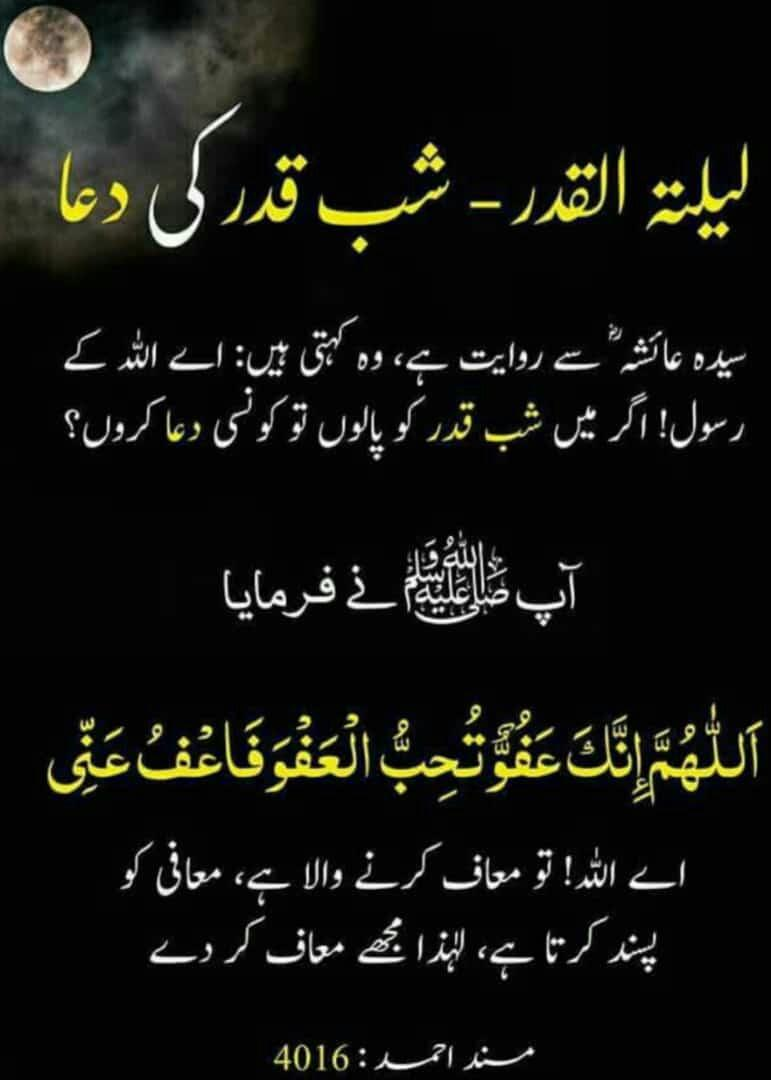 لیلتہ القدر - شب قدر کی دعا
سیدہ عائشہ ؓ سے روایت ہے، وہ کہتی ہیں: اے اللہ کے
رسول! اگر میں شب قدر کو پالوں تو کونسی دعا کروں؟
آپ ﷺ نے فرمایا
اَللّٰھُمَّ إِنَّكَ عَفُوٌّ تُحِبُّ الْعَفْوَ فَاعْفُ عَنِّی
اے اللہ! تو معاف کرنے والا ہے، معافی کو
پسند کرتا ہے، لہٰذا مجھے معاف کر دے
مسند احمد : 4016